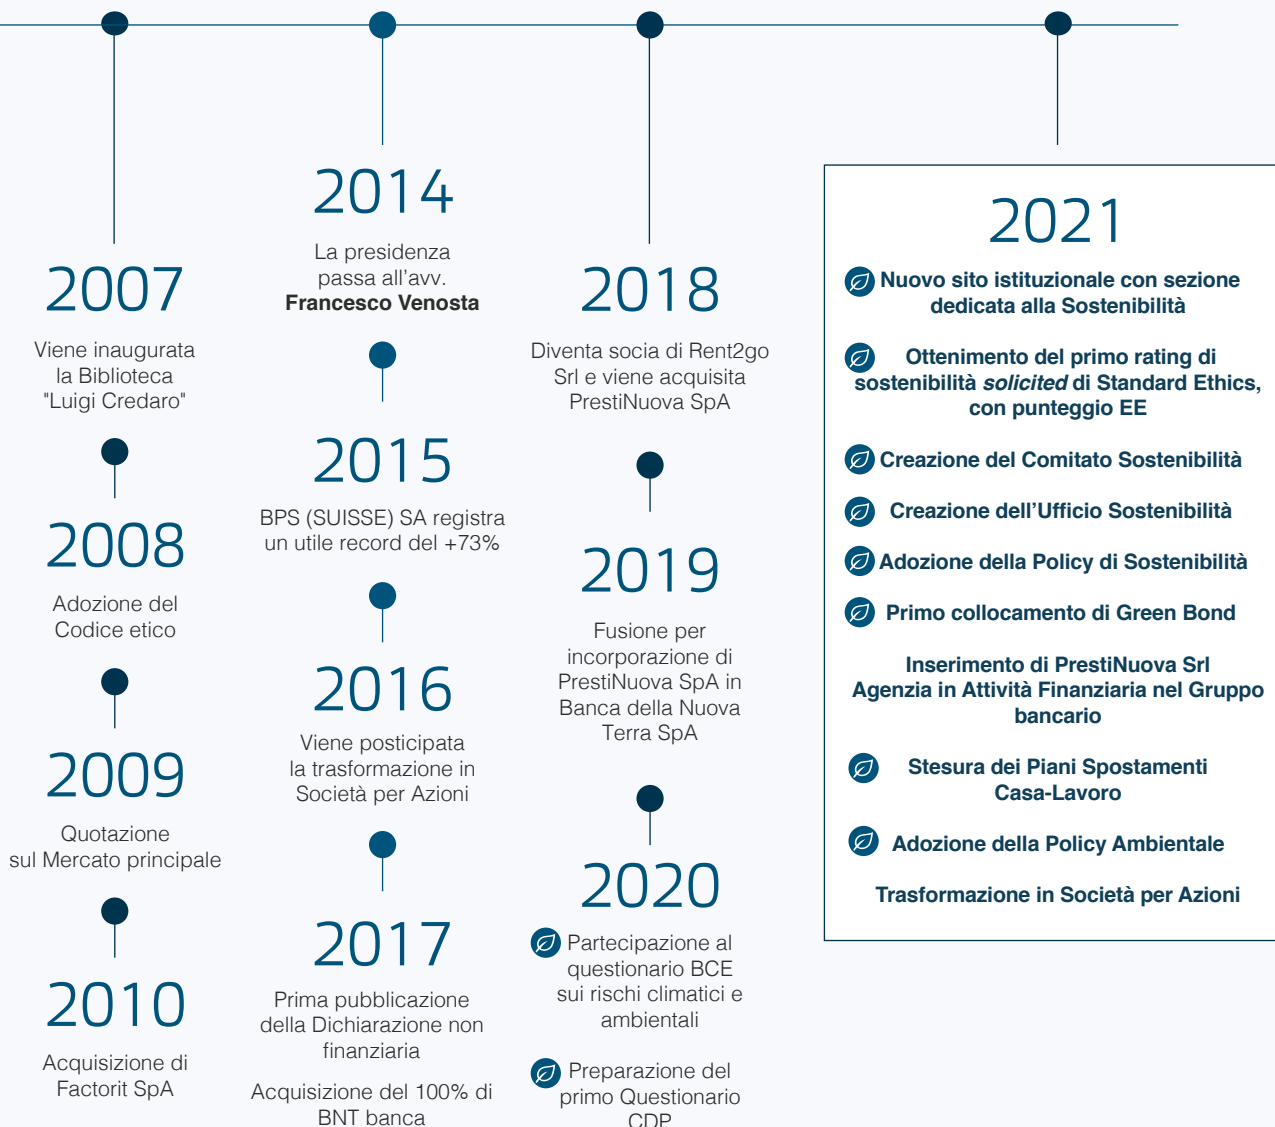 2007
Viene inaugurata
la Biblioteca
"Luigi Credaro"
2008
Adozione del
Codice etico
2009
Quotazione
sul Mercato principale
2010
Acquisizione di
Factorit SpA
2014
La presidenza
passa all'avv.
Francesco Venosta
2015
BPS (SUISSE) SA registra
un utile record del +73%
2016
Viene posticipata
la trasformazione in
Società per Azioni
2017
Prima pubblicazione
della Dichiarazione non
finanziaria
Acquisizione del 100% di
BNT banca
2018
Diventa socia di Rent2go
Srl e viene acquisita
PrestiNuova SpA
2019
Fusione per
incorporazione di
PrestiNuova SpA in
Banca della Nuova
Terra SpA
2020
Partecipazione al
questionario BCE
sui rischi climatici e
ambientali
Preparazione del
primo Questionario
CDP
2021
Nuovo sito istituzionale con sezione
dedicata alla Sostenibilità
Ottenimento del primo rating di
sostenibilità solicited di Standard Ethics,
con punteggio EE
Creazione del Comitato Sostenibilità
Creazione dell'Ufficio Sostenibilità
Adozione della Policy di Sostenibilità
Primo collocamento di Green Bond
Inserimento di PrestiNuova Srl
Agenzia in Attività Finanziaria nel Gruppo
bancario
Stesura dei Piani Spostamenti
Casa-Lavoro
Adozione della Policy Ambientale
Trasformazione in Società per Azioni